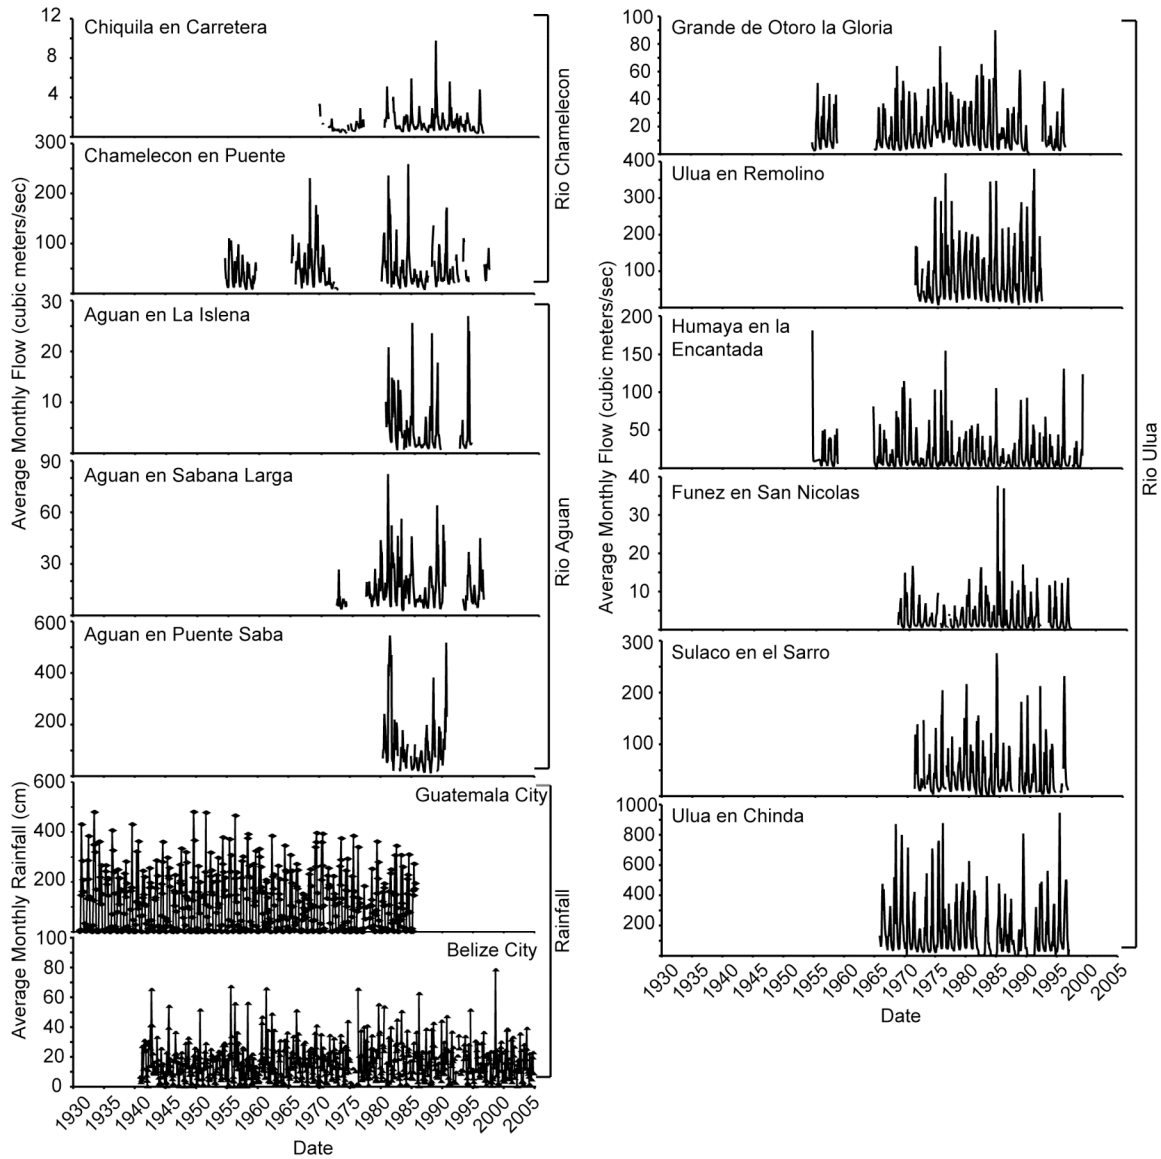 12
8
4
Chiquila en Carretera
300
200
100
Chamelecon en Puente
Rio Chamelecon
Average Monthly Flow (cubic meters/sec)
30
20
10
Aguan en La Islena
90
60
30
Aguan en Sabana Larga
Rio Aguan
600
400
200
Aguan en Puente Saba
Average Monthly Rainfall (cm)
600
400
200
Guatemala City
100
80
60
40
20
0
Belize City
Rainfall
1930 1935 1940 1945 1950 1955 1960 1965 1970 1975 1980 1985 1990 1995 2000 2005
Date
100
80
60
40
20
Grande de Otoro la Gloria
400
300
200
100
Ulua en Remolino
Average Monthly Flow (cubic meters/sec)
200
150
100
50
Humaya en la
Encantada
40
30
20
10
Funez en San Nicolas
300
200
100
Sulaco en el Sarro
1000
800
600
400
200
Ulua en Chinda
Rio Ulua
1930 1935 1940 1945 1950 1955 1960 1965 1970 1975 1980 1985 1990 1995 2000 2005
Date